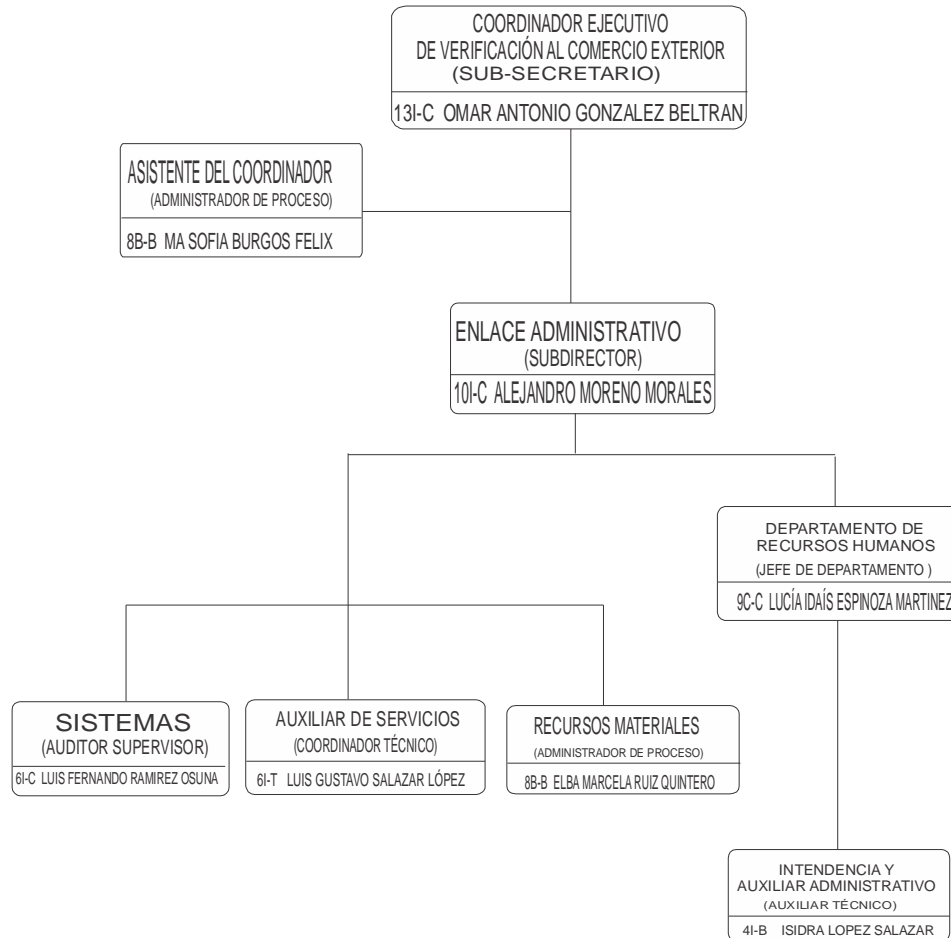 COORDINADOR EJECUTIVO
DE VERIFICACIÓN AL COMERCIO EXTERIOR
(SUB-SECRETARIO)
13I-C OMAR ANTONIO GONZALEZ BELTRAN
ASISTENTE DEL COORDINADOR
(ADMINISTRADOR DE PROCESO)
8B-B MA SOFIA BURGOS FELIX
ENLACE ADMINISTRATIVO
(SUBDIRECTOR)
10I-C ALEJANDRO MORENO MORALES
DEPARTAMENTO DE
RECURSOS HUMANOS
(JEFE DE DEPARTAMENTO )
9C-C LUCÍA IDAÍS ESPINOZA MARTINEZ
SISTEMAS
(AUDITOR SUPERVISOR)
6I-C LUIS FERNANDO RAMIREZ OSUNA
AUXILIAR DE SERVICIOS
(COORDINADOR TÉCNICO)
6I-T LUIS GUSTAVO SALAZAR LÓPEZ
RECURSOS MATERIALES
(ADMINISTRADOR DE PROCESO)
8B-B ELBA MARCELA RUIZ QUINTERO
INTENDENCIA Y
AUXILIAR ADMINISTRATIVO
(AUXILIAR TÉCNICO)
4I-B ISIDRA LOPEZ SALAZAR